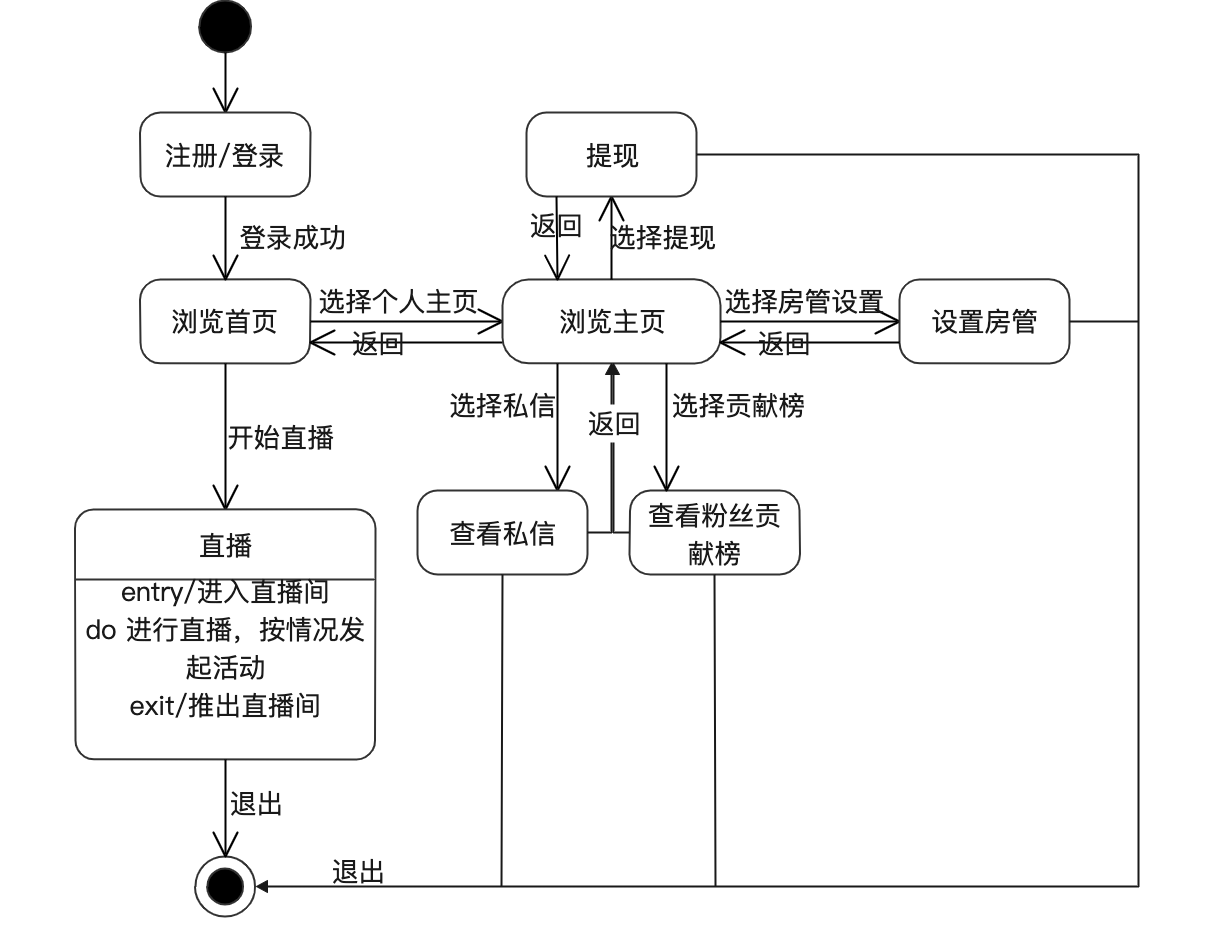 注册/登录
提现
返回
选择提现
登录成功
选择个人主页
选择房管设置
浏览首页
浏览主页
设置房管
返回
返回
选择私信
返回
选择贡献榜
开始直播
查看私信
查看粉丝贡
献榜
直播
entry/进入直播间
do 进行直播，按情况发
起活动
exit/推出直播间
退出
退出